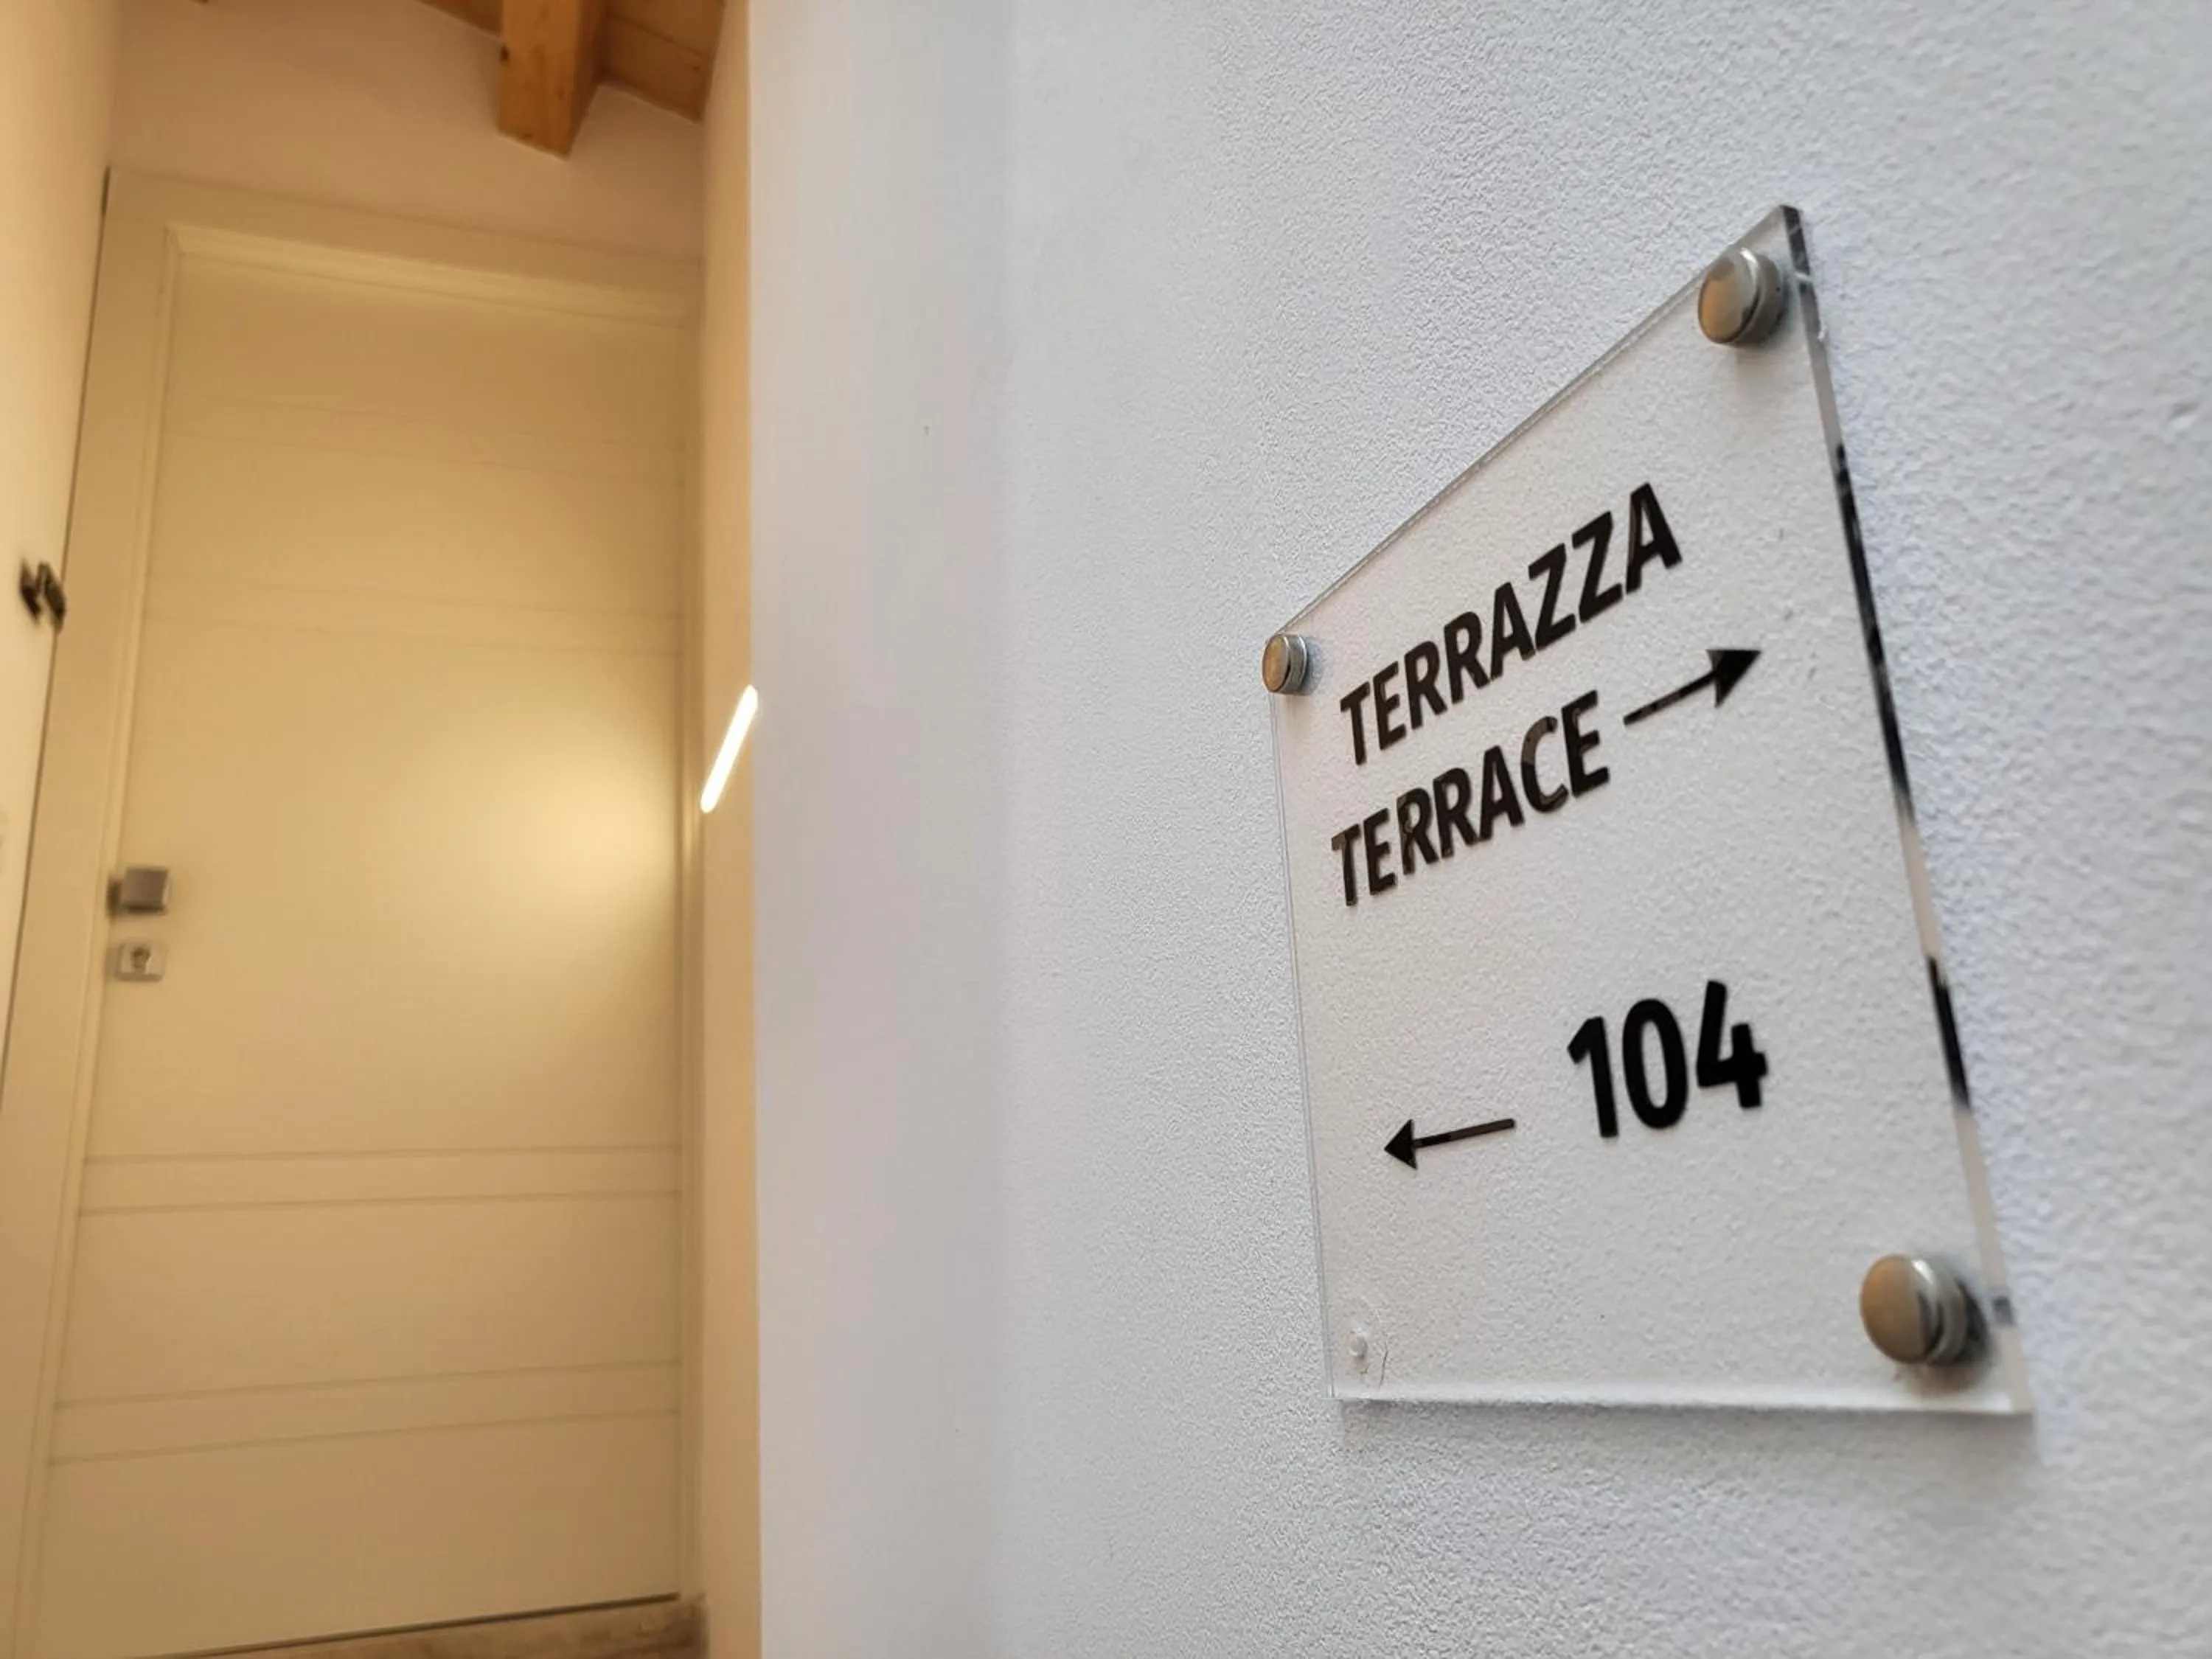 TERRAZZA
TERRACE →
← 104